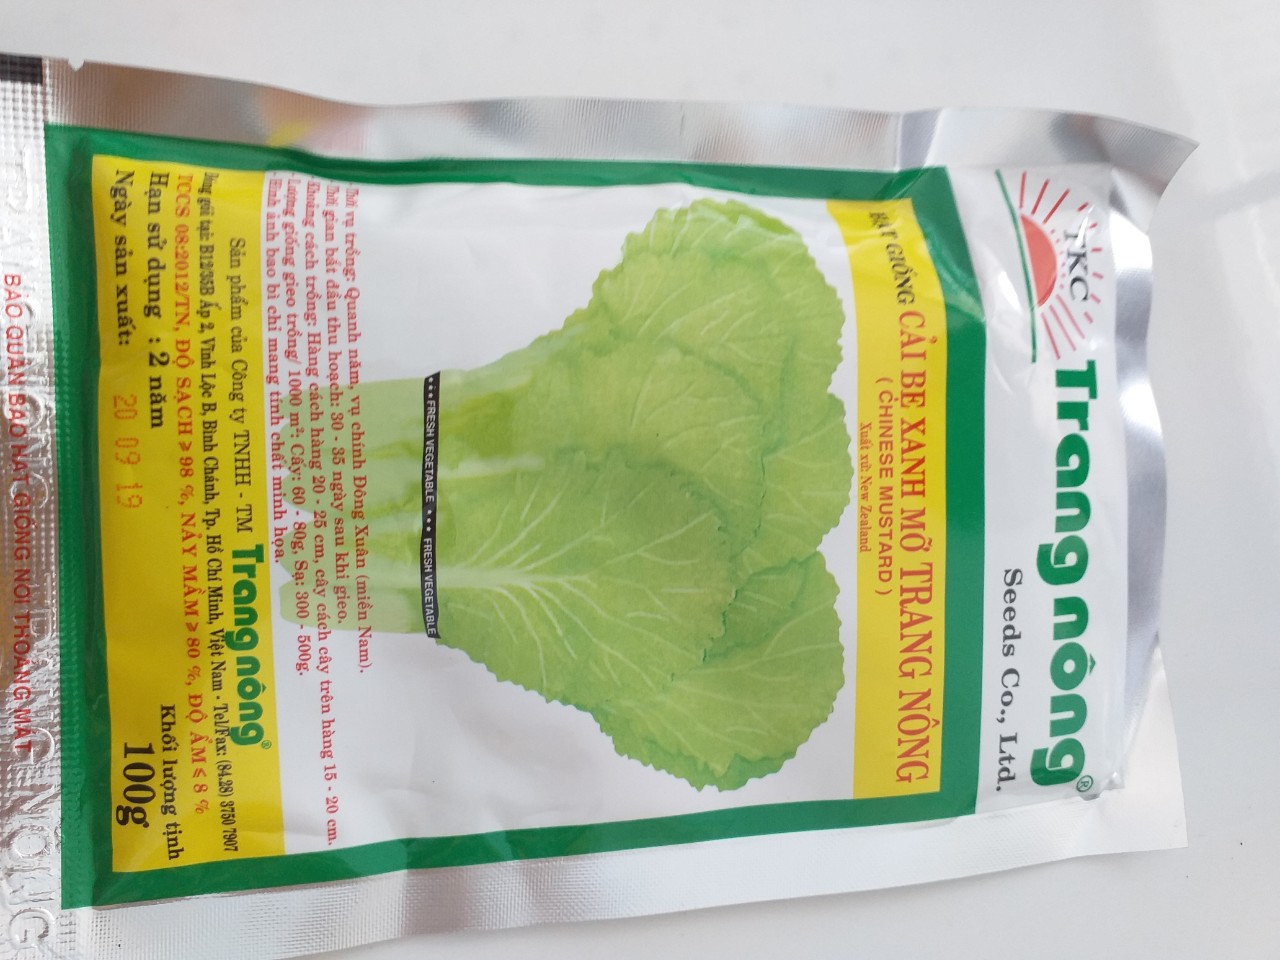 TKC
Trang nông®
Seeds Co., Ltd.
HẠT GIỐNG CẢI BẸ XANH MỠ TRANG NÔNG
( CHINESE MUSTARD )
Xuất xứ: New Zealand
★★★ FRESH VEGETABLE ★★★ FRESH VEGETABLE
- Thời vụ trồng: Quanh năm, vụ chính Đông Xuân (miền Nam).
- Thời gian bắt đầu thu hoạch: 30 - 35 ngày sau khi gieo.
- Khoảng cách trồng: Hàng cách hàng 20 - 25 cm, cây cách cây trên hàng 15 - 20 cm.
- Lượng giống gieo trồng/ 1000 m²: Cấy: 60 - 80g, Sạ: 300 - 500g.
- Hình ảnh bao bì chỉ mang tính chất minh họa.
Sản phẩm của Công ty TNHH - TM Trang nông®
Đóng gói tại: B12/35B Ấp 2, Vĩnh Lộc B, Bình Chánh, Tp. Hồ Chí Minh, Việt Nam - Tel/Fax: (84.28) 3750 7907
TCCS 08:2012/TN, ĐỘ SẠCH ⩾ 98 %, NẢY MẦM ⩾ 80 %, ĐỘ ẨM ⩽ 8 %
Hạn sử dụng : 2 năm
Khối lượng tịnh
Ngày sản xuất: 20 09 19
100g
TRANG NÔNG TRANG NÔNG
BẢO QUẢN BAO HẠT GIỐNG NƠI THOÁNG MÁT